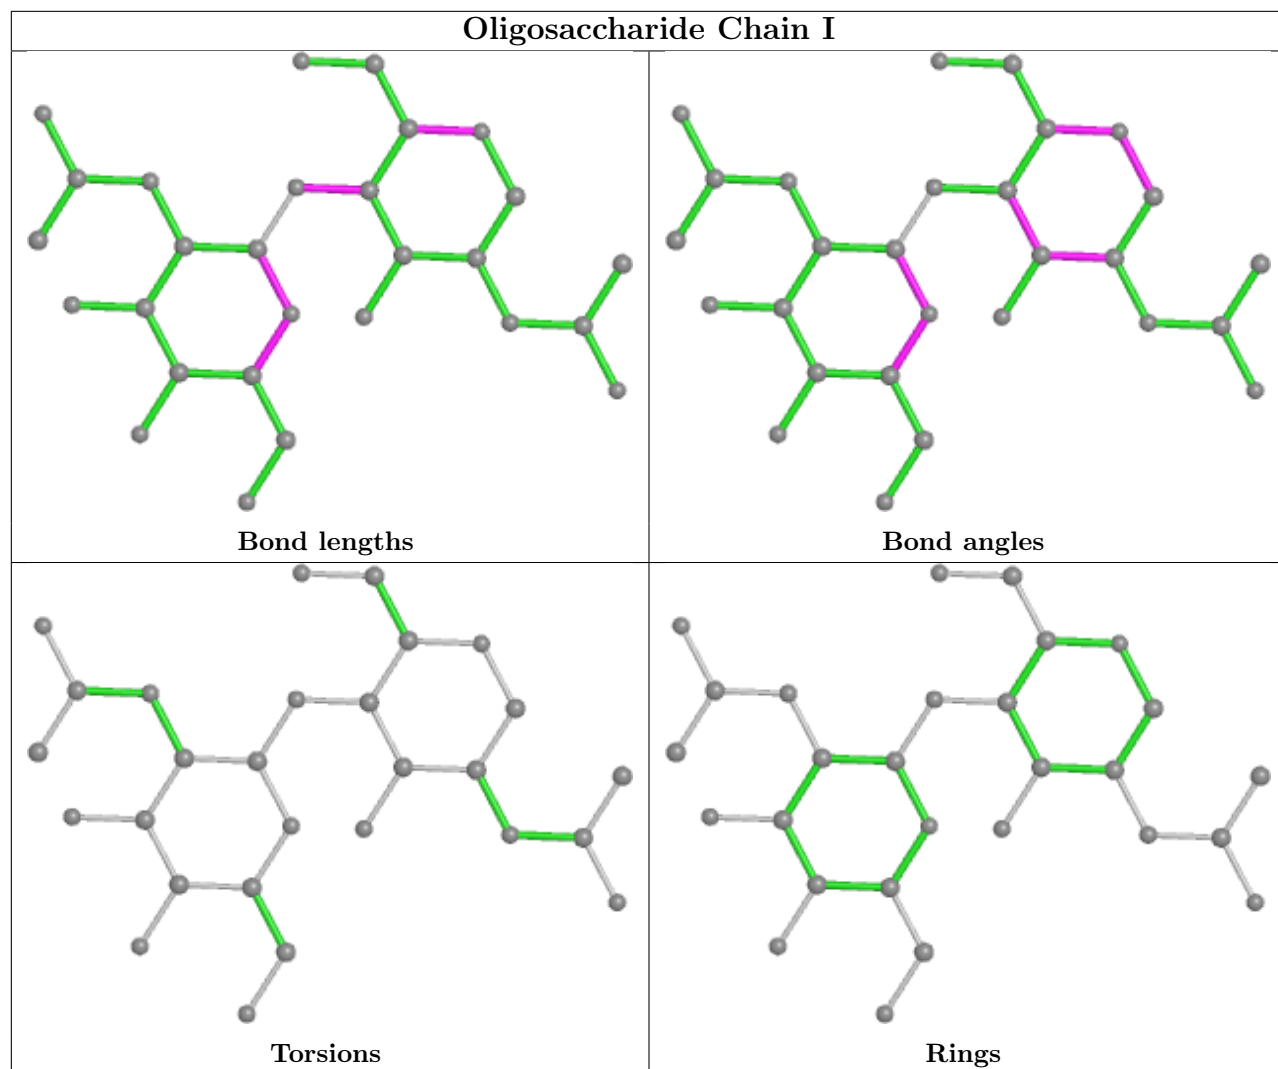 Oligosaccharide Chain I
Bond lengths
Bond angles
Torsions
Rings